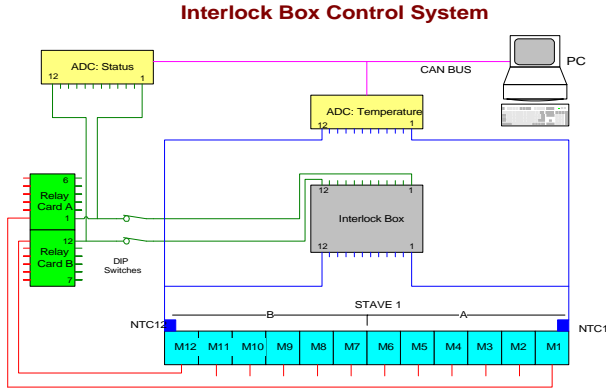 Interlock Box Control System
ADC: Status
12 1
CAN BUS
PC
ADC: Temperature
12 1
6
Relay
Card A
1
12
Relay
Card B
7
DIP
Switches
12 1
Interlock Box
12 1
STAVE 1
B A
NTC12
NTC1
M12 M11 M10 M9 M8 M7 M6 M5 M4 M3 M2 M1